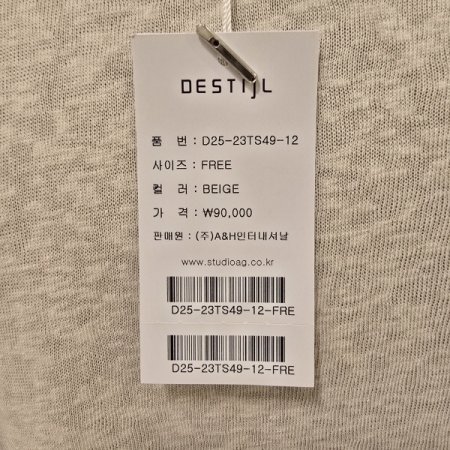 DESTIJL
품 번 : D25-23TS49-12
사이즈 : FREE
컬 러 : BEIGE
가 격 : ₩90,000
판매원 : (주)A&H인터내셔날
www.studioag.co.kr
D25-23TS49-12-FRE
D25-23TS49-12-FRE